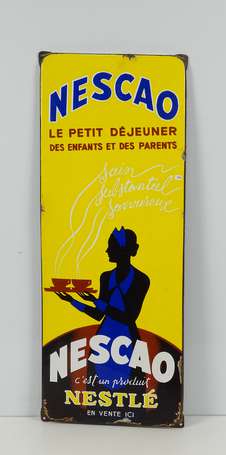 NESCAO
LE PETIT DÉJEUNER
DES ENFANTS ET DES PARENTS
Sain
substantiel
savoureux
NESCAO
c'est un produit
NESTLÉ
EN VENTE ICI